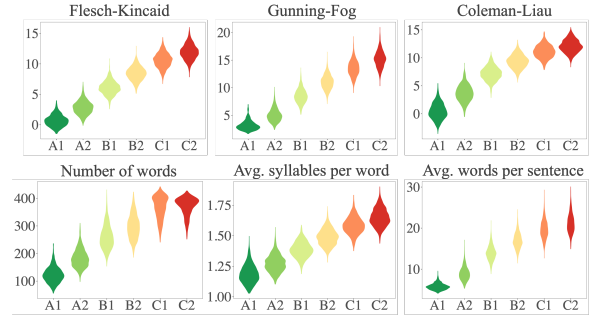 Flesch-Kincaid
15
10
5
0
A1 A2 B1 B2 C1 C2
Gunning-Fog
20
15
10
5
A1 A2 B1 B2 C1 C2
Coleman-Liau
15
10
5
0
A1 A2 B1 B2 C1 C2
Number of words
400
300
200
100
A1 A2 B1 B2 C1 C2
Avg. syllables per word
1.75
1.50
1.25
1.00
A1 A2 B1 B2 C1 C2
Avg. words per sentence
30
20
10
A1 A2 B1 B2 C1 C2